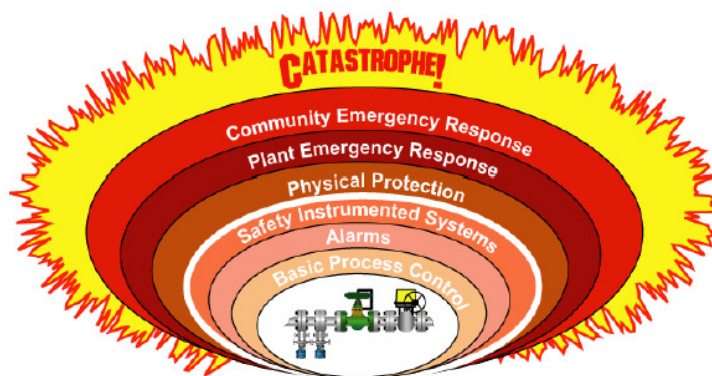 CATASTROPHE!
Community Emergency Response
Plant Emergency Response
Physical Protection
Safety Instrumented Systems
Alarms
Basic Process Control